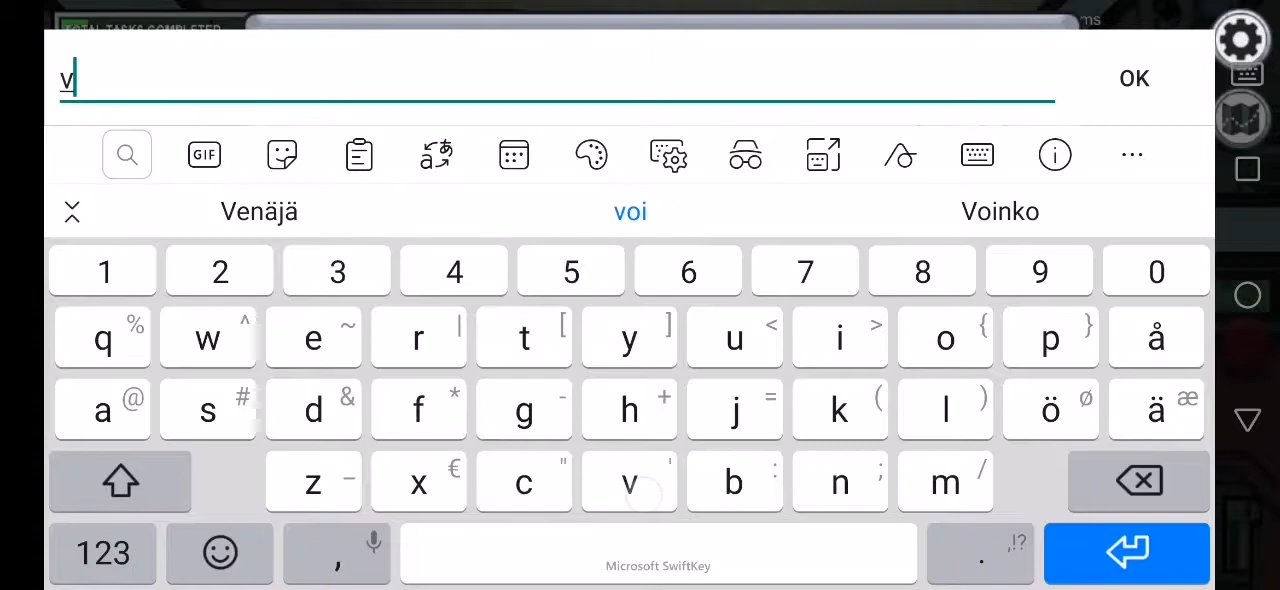 TOTAL TASKS COMPLETED
ms
v
OK
GIF
Venäjä voi Voinko
1 2 3 4 5 6 7 8 9 0
q % w ^ e ~ r | t [ y ] u < i > o { p } å
a @ s # d & f * g - h + j = k ( l ) ö ø ä æ
z – x € c " v ' b : n ; m /
123 , . ,!?
Microsoft SwiftKey